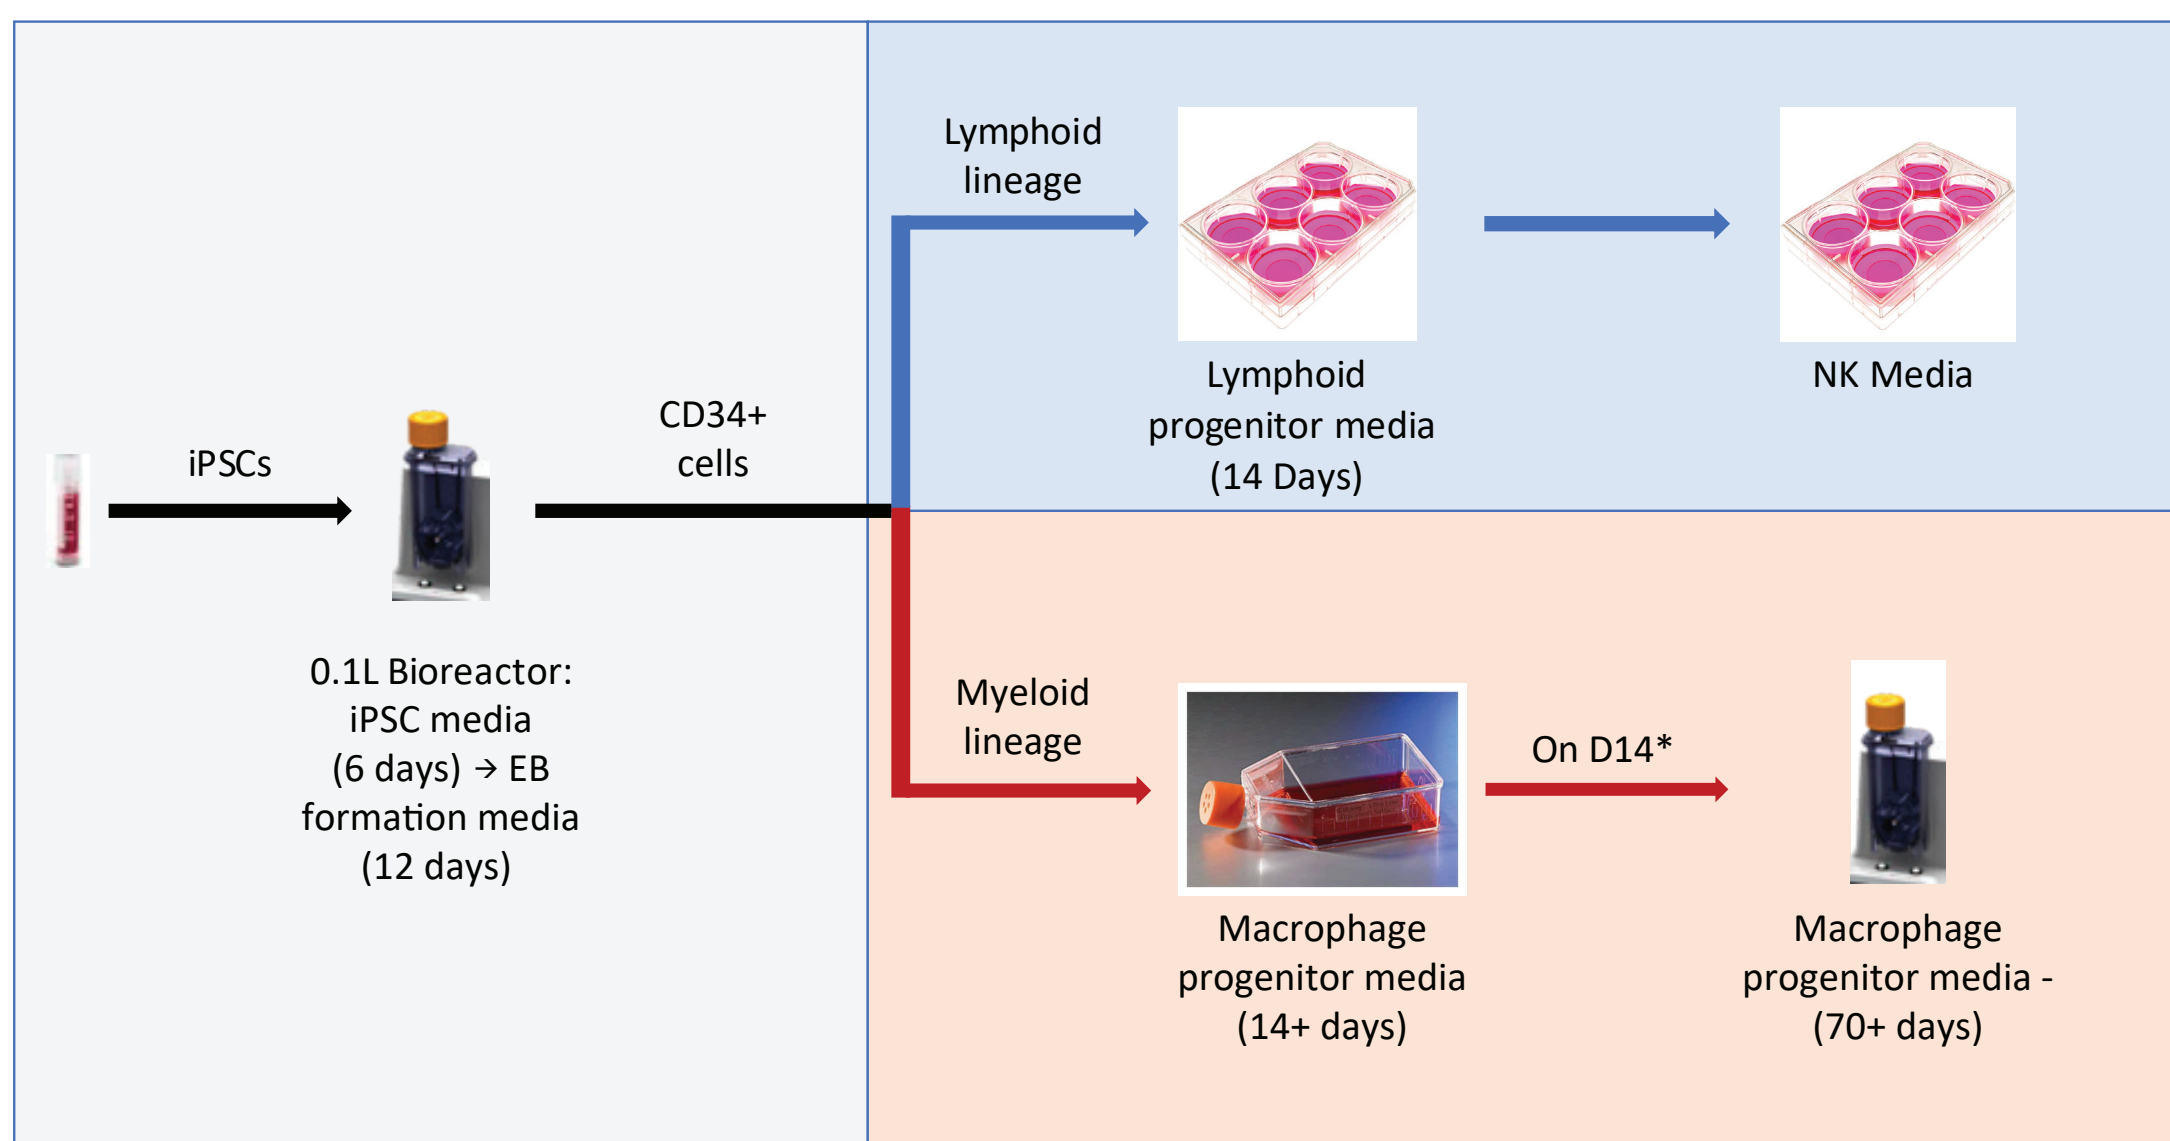 iPSCs
0.1L Bioreactor:
iPSC media
(6 days) → EB
formation media
(12 days)
CD34+
cells
Lymphoid
lineage
Lymphoid
progenitor media
(14 Days)
NK Media
Myeloid
lineage
Macrophage
progenitor media
(14+ days)
On D14*
Macrophage
progenitor media -
(70+ days)